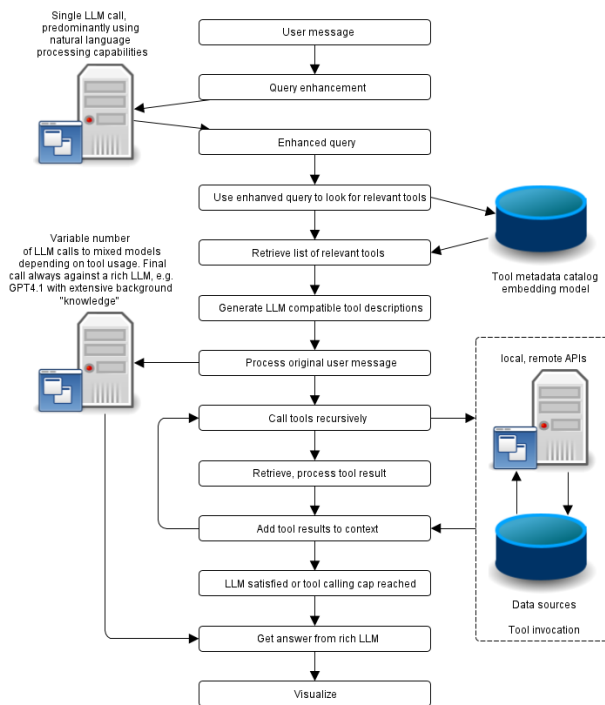 Single LLM call,
predominantly using
natural language
processing capabilities
User message
Query enhancement
Enhanced query
Use enhanved query to look for relevant tools
Variable number
of LLM calls to mixed models
depending on tool usage. Final
call always against a rich LLM, e.g.
GPT4.1 with extensive background
"knowledge"
Retrieve list of relevant tools
Tool metadata catalog
embedding model
Generate LLM compatible tool descriptions
Process original user message
local, remote APIs
Call tools recursively
Retrieve, process tool result
Add tool results to context
LLM satisfied or tool calling cap reached
Data sources
Tool invocation
Get answer from rich LLM
Visualize